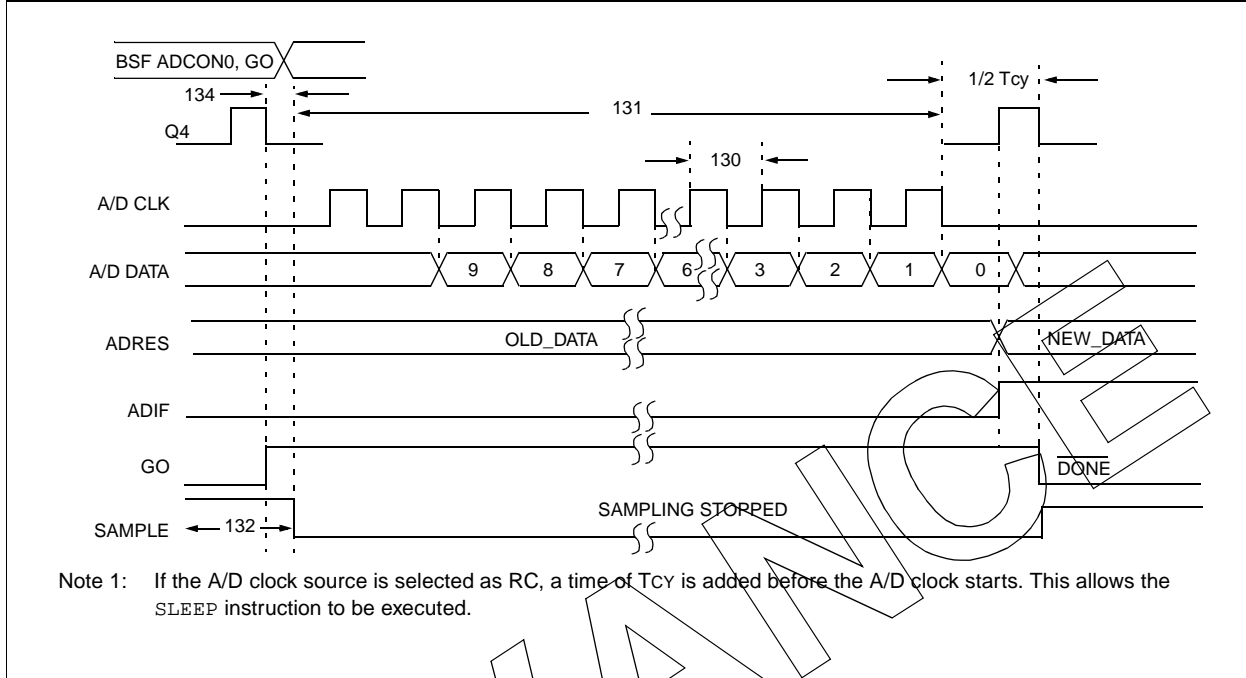 BSF ADCON0, GO
134
131
1/2 Tcy
Q4
130
A/D CLK
A/D DATA 9 8 7 6 3 2 1 0
ADRES OLD_DATA NEW_DATA
ADIF
GO DONE
SAMPLE 132 SAMPLING STOPPED
Note 1: If the A/D clock source is selected as RC, a time of TCY is added before the A/D clock starts. This allows the
SLEEP instruction to be executed.